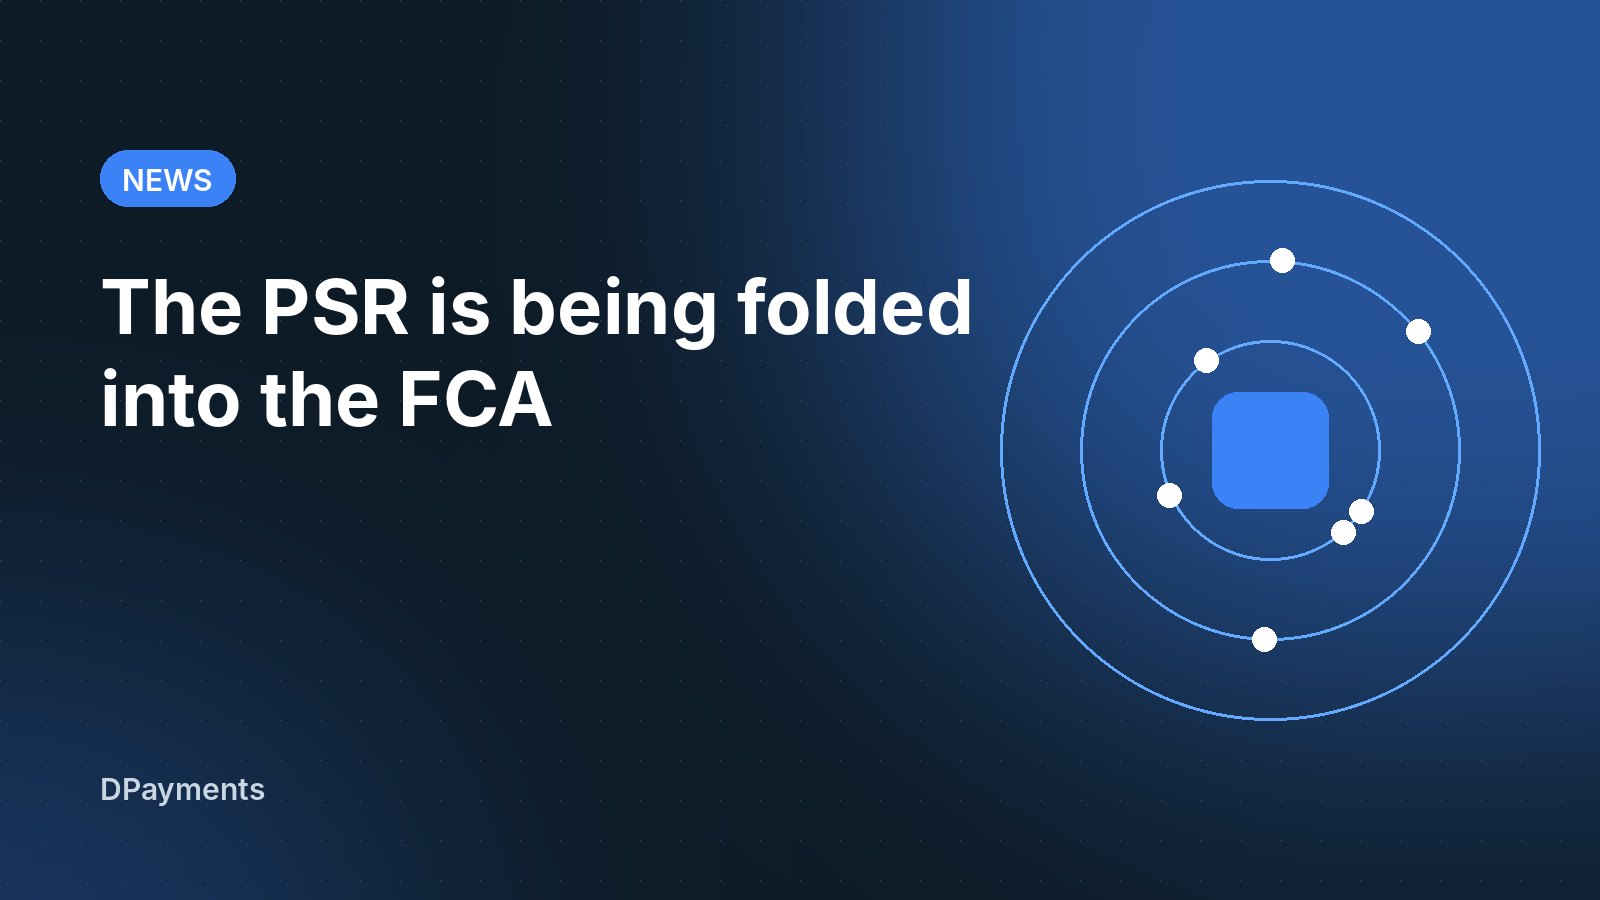 NEWS
The PSR is being folded
into the FCA
DPayments